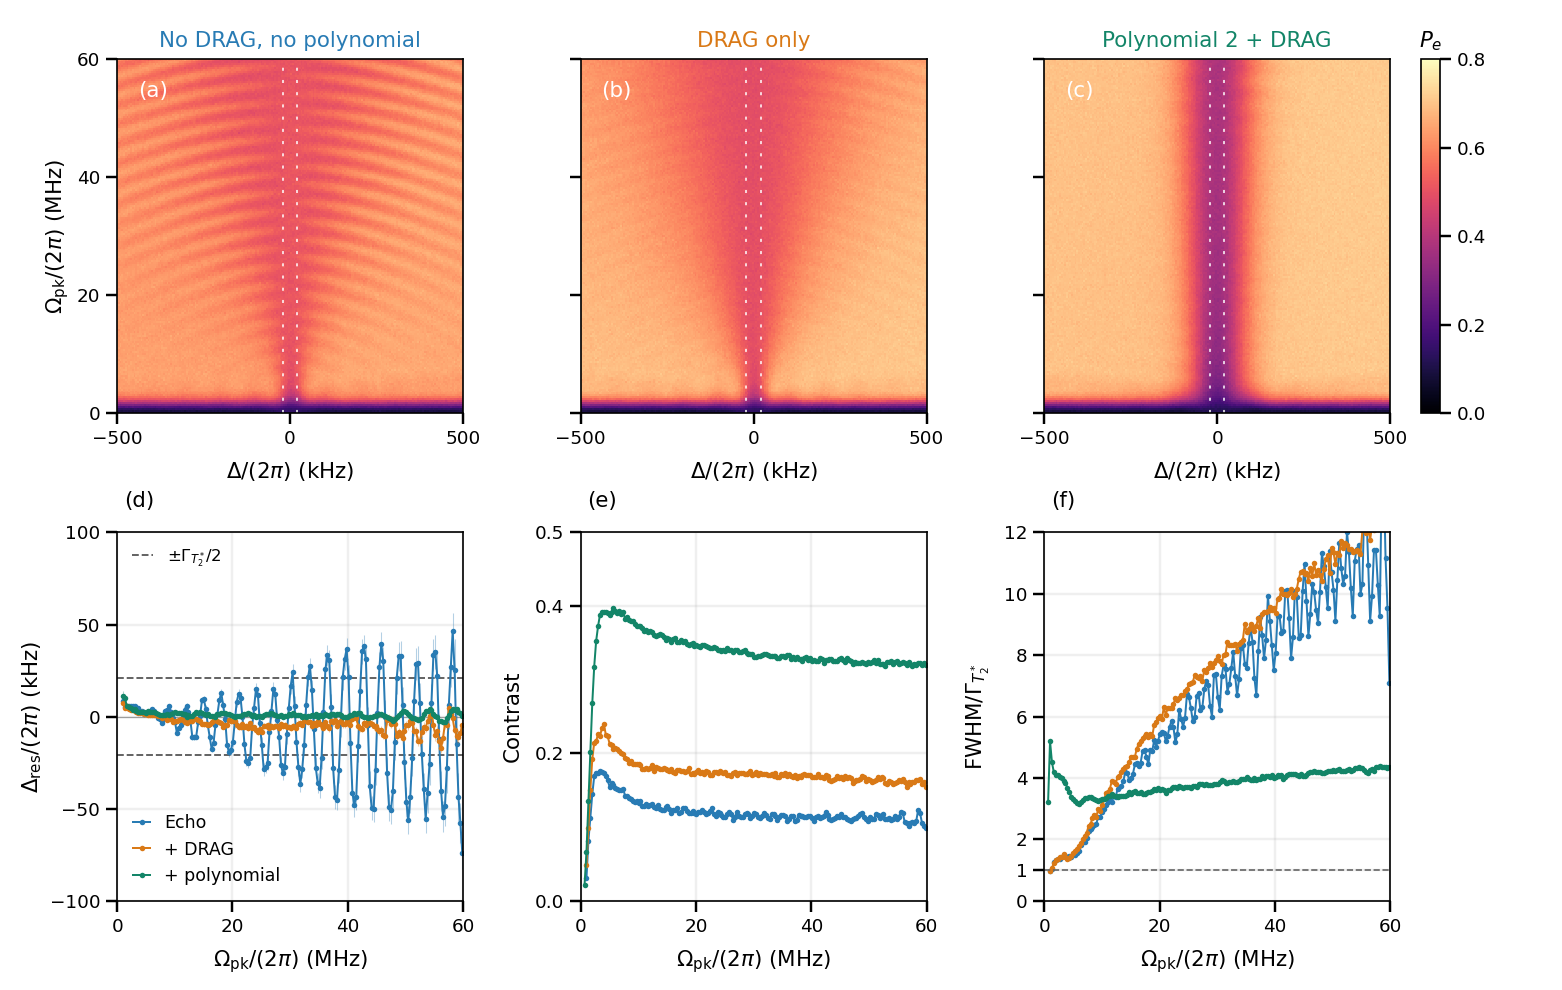 No DRAG, no polynomial
DRAG only
Polynomial 2 + DRAG
P_e
(a)
(b)
(c)
60
40
20
0
Ω_pk/(2π) (MHz)
−500 0 500
−500 0 500
−500 0 500
Δ/(2π) (kHz)
Δ/(2π) (kHz)
Δ/(2π) (kHz)
0.8
0.6
0.4
0.2
0.0
(d)
(e)
(f)
100
50
0
−50
−100
Δ_res/(2π) (kHz)
±Γ_{T_2^*}/2
Echo
+ DRAG
+ polynomial
0 20 40 60
Ω_pk/(2π) (MHz)
0.5
0.4
0.2
0.0
Contrast
0 20 40 60
Ω_pk/(2π) (MHz)
12
10
8
6
4
2
1
0
FWHM/Γ_{T_2^*}
0 20 40 60
Ω_pk/(2π) (MHz)